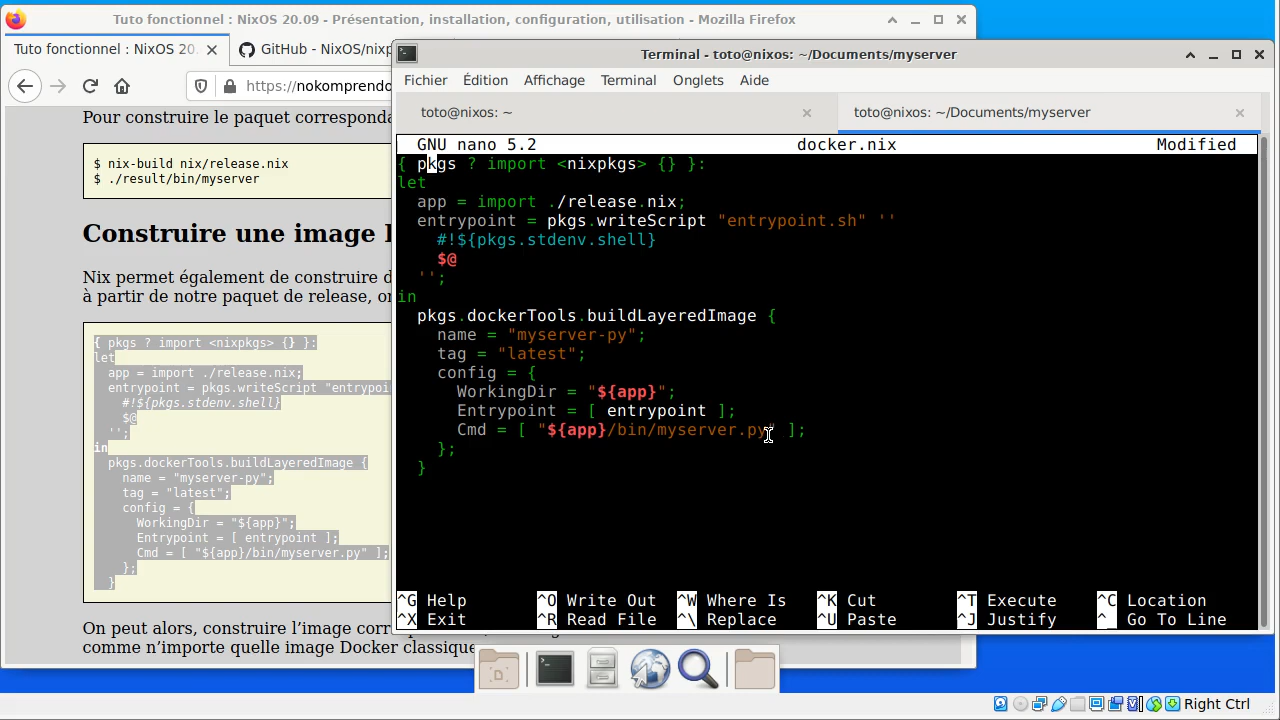 Tuto fonctionnel : NixOS 20.09 - Présentation, installation, configuration, utilisation - Mozilla Firefox
Tuto fonctionnel : NixOS 20.
GitHub - NixOS/nixp
https://nokomprendo
Pour construire le paquet corresponda
$ nix-build nix/release.nix
$ ./result/bin/myserver
Construire une image
Nix permet également de construire d
à partir de notre paquet de release, on
{ pkgs ? import <nixpkgs> {} }:
let
  app = import ./release.nix;
  entrypoint = pkgs.writeScript "entrypoi
    #!${pkgs.stdenv.shell}
    $@
  '';
in
  pkgs.dockerTools.buildLayeredImage {
    name = "myserver-py";
    tag = "latest";
    config = {
      WorkingDir = "${app}";
      Entrypoint = [ entrypoint ];
      Cmd = [ "${app}/bin/myserver.py" ];
    };
  }
On peut alors, construire l'image corr
comme n'importe quelle image Docker classique
Terminal - toto@nixos: ~/Documents/myserver
Fichier Édition Affichage Terminal Onglets Aide
toto@nixos: ~
toto@nixos: ~/Documents/myserver
GNU nano 5.2 docker.nix Modified
{ pkgs ? import <nixpkgs> {} }:
let
  app = import ./release.nix;
  entrypoint = pkgs.writeScript "entrypoint.sh" ''
    #!${pkgs.stdenv.shell}
    $@
  '';
in
  pkgs.dockerTools.buildLayeredImage {
    name = "myserver-py";
    tag = "latest";
    config = {
      WorkingDir = "${app}";
      Entrypoint = [ entrypoint ];
      Cmd = [ "${app}/bin/myserver.py" ];
    };
  }
^G Help ^O Write Out ^W Where Is ^K Cut ^T Execute ^C Location
^X Exit ^R Read File ^\ Replace ^U Paste ^J Justify ^_ Go To Line
Right Ctrl